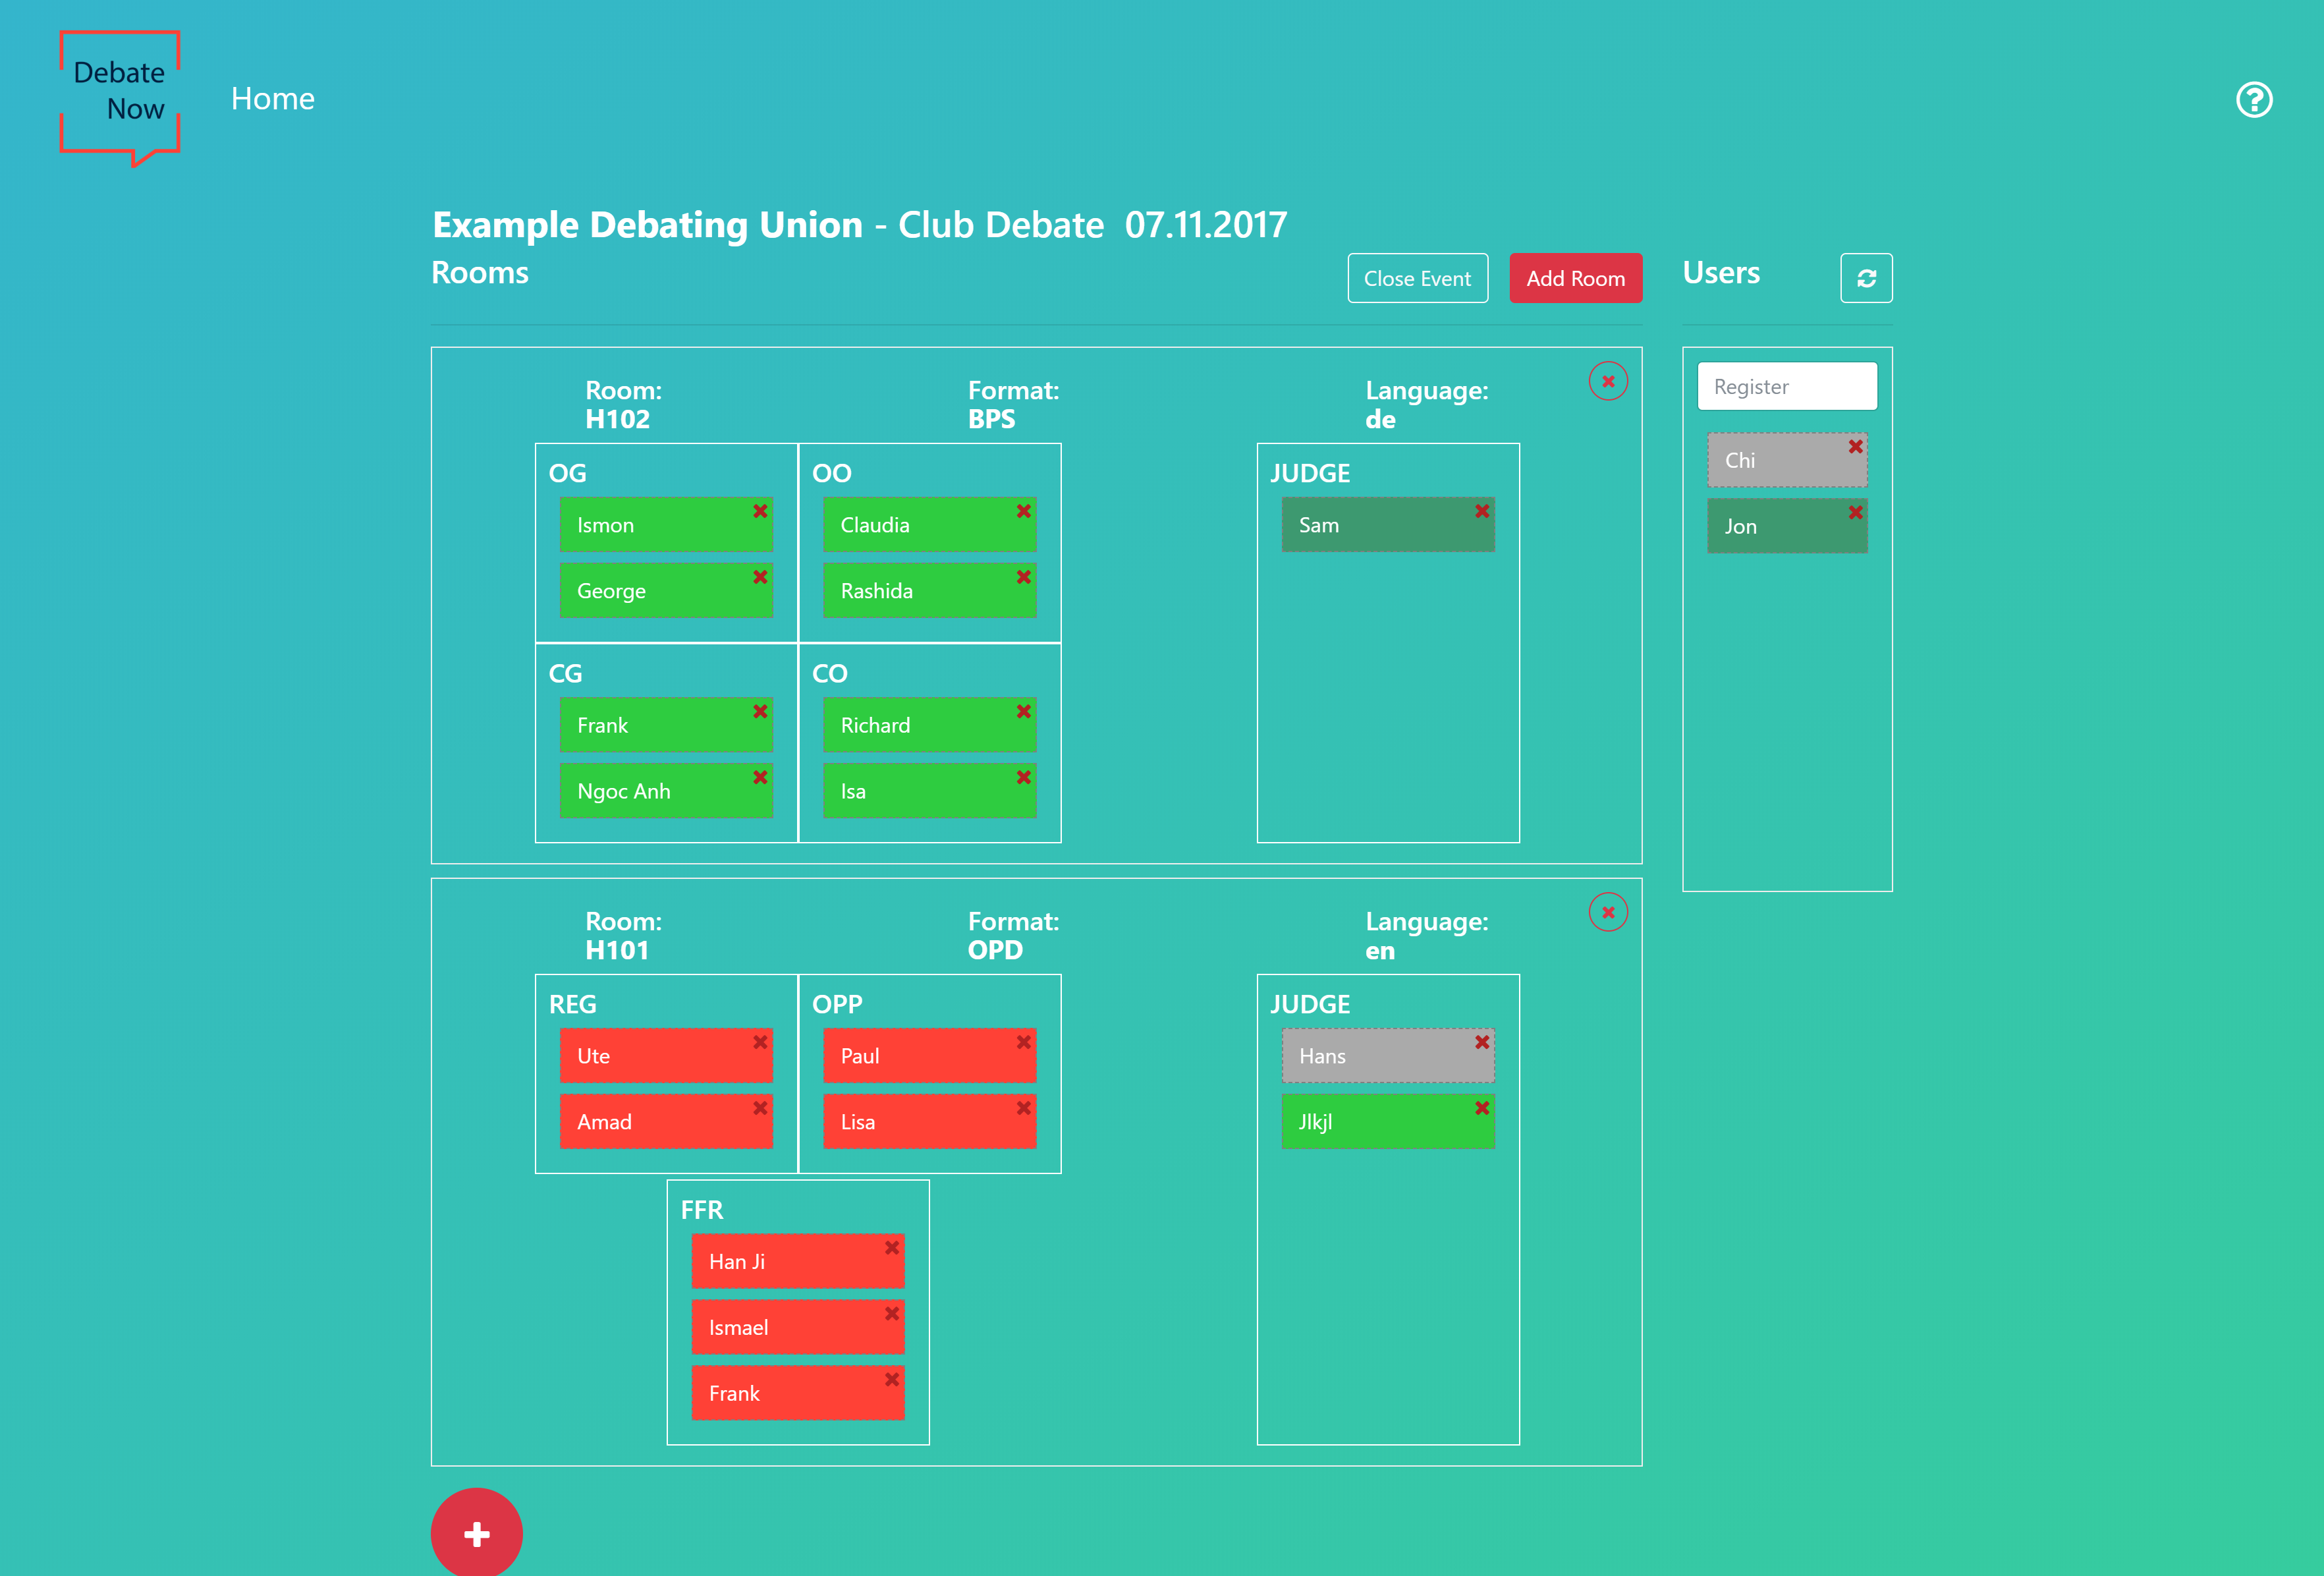 Debate
Now
Home
Example Debating Union - Club Debate 07.11.2017
Rooms
Close Event
Add Room
Users
Room:
H102
Format:
BPS
Language:
de
OG
Ismon
George
OO
Claudia
Rashida
CG
Frank
Ngoc Anh
CO
Richard
Isa
JUDGE
Sam
Register
Chi
Jon
Room:
H101
Format:
OPD
Language:
en
REG
Ute
Amad
OPP
Paul
Lisa
FFR
Han Ji
Ismael
Frank
JUDGE
Hans
Jlkjl